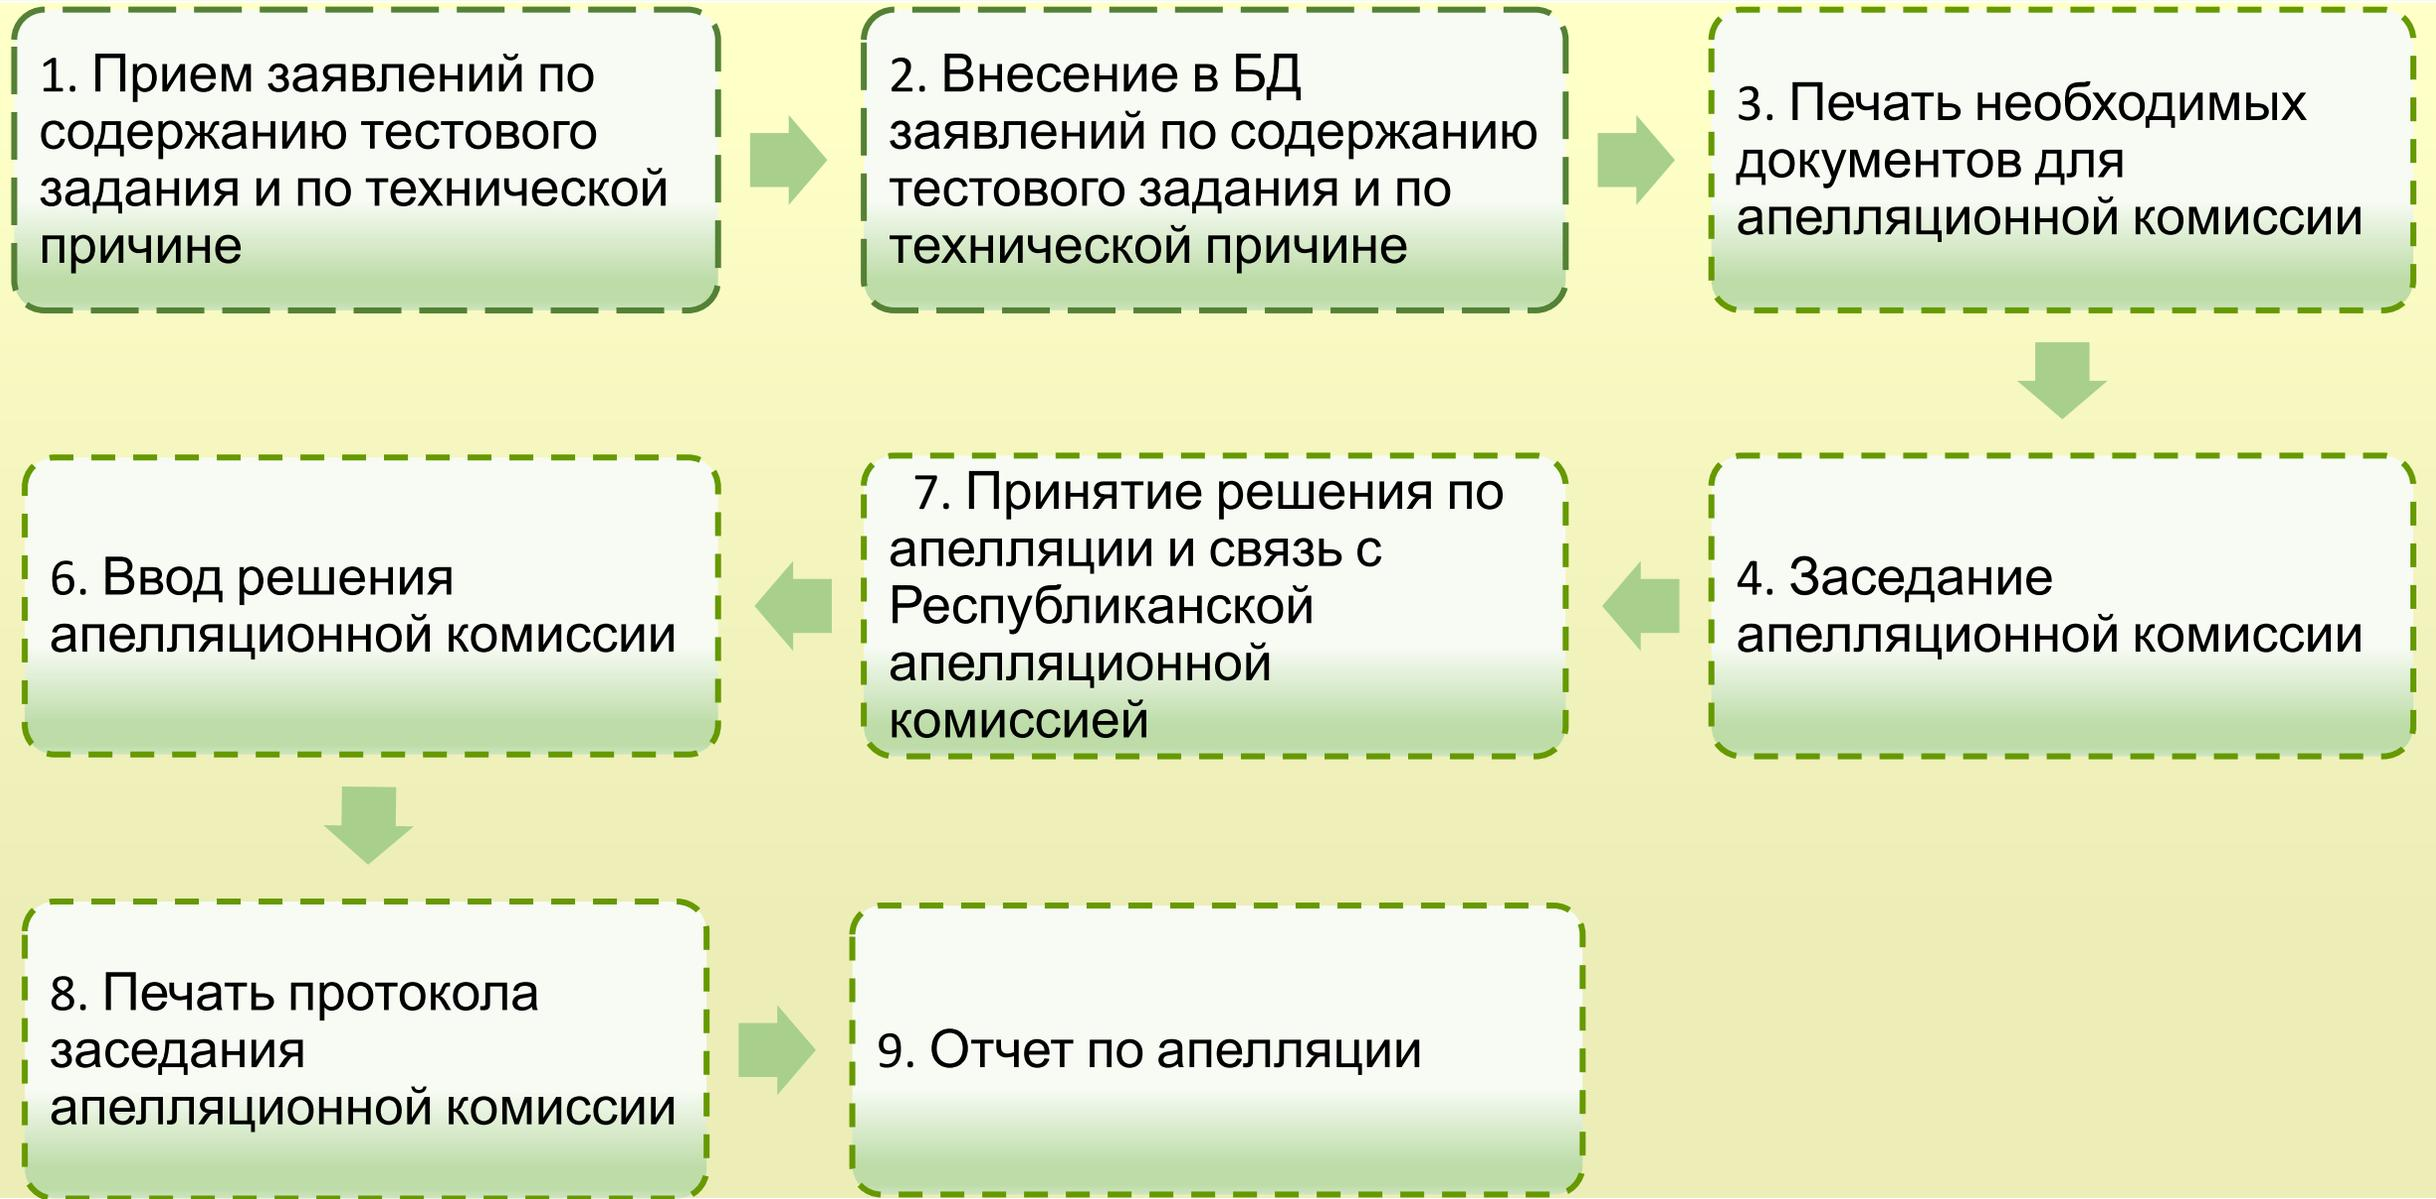 1. Прием заявлений по
содержанию тестового
задания и по технической
причине
2. Внесение в БД
заявлений по содержанию
тестового задания и по
технической причине
3. Печать необходимых
документов для
апелляционной комиссии
4. Заседание
апелляционной комиссии
7. Принятие решения по
апелляции и связь с
Республиканской
апелляционной
комиссией
6. Ввод решения
апелляционной комиссии
8. Печать протокола
заседания
апелляционной комиссии
9. Отчет по апелляции